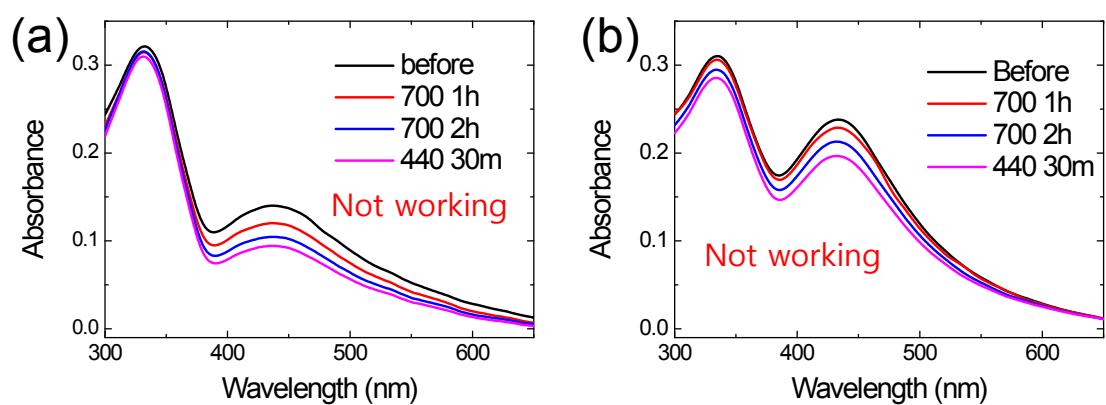 (a)
before
700 1h
700 2h
440 30m
Not working
Absorbance
0.3
0.2
0.1
0.0
300
400
500
600
Wavelength (nm)
(b)
Before
700 1h
700 2h
440 30m
Not working
Absorbance
0.3
0.2
0.1
0.0
300
400
500
600
Wavelength (nm)